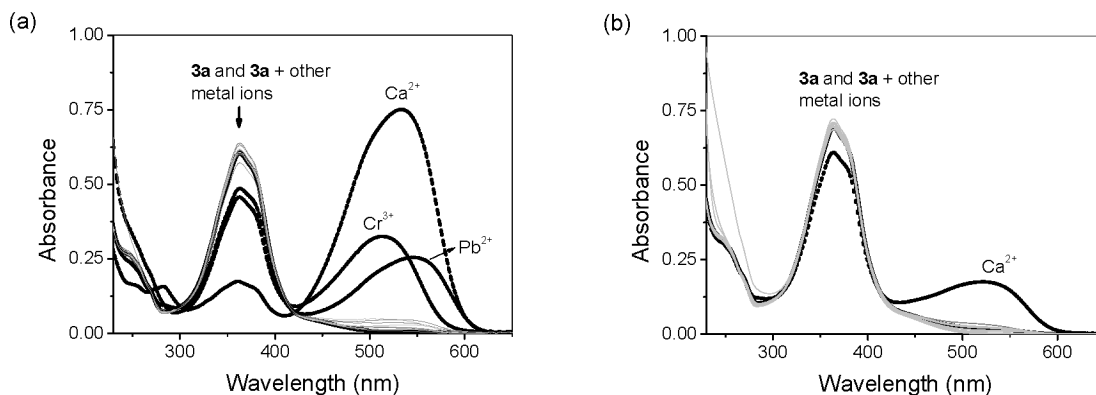 (a)
1.00
0.75
0.50
0.25
0.00
Absorbance
3a and 3a + other
metal ions
Ca²⁺
Cr³⁺
Pb²⁺
300 400 500 600
Wavelength (nm)
(b)
1.00
0.75
0.50
0.25
0.00
Absorbance
3a and 3a + other
metal ions
Ca²⁺
300 400 500 600
Wavelength (nm)